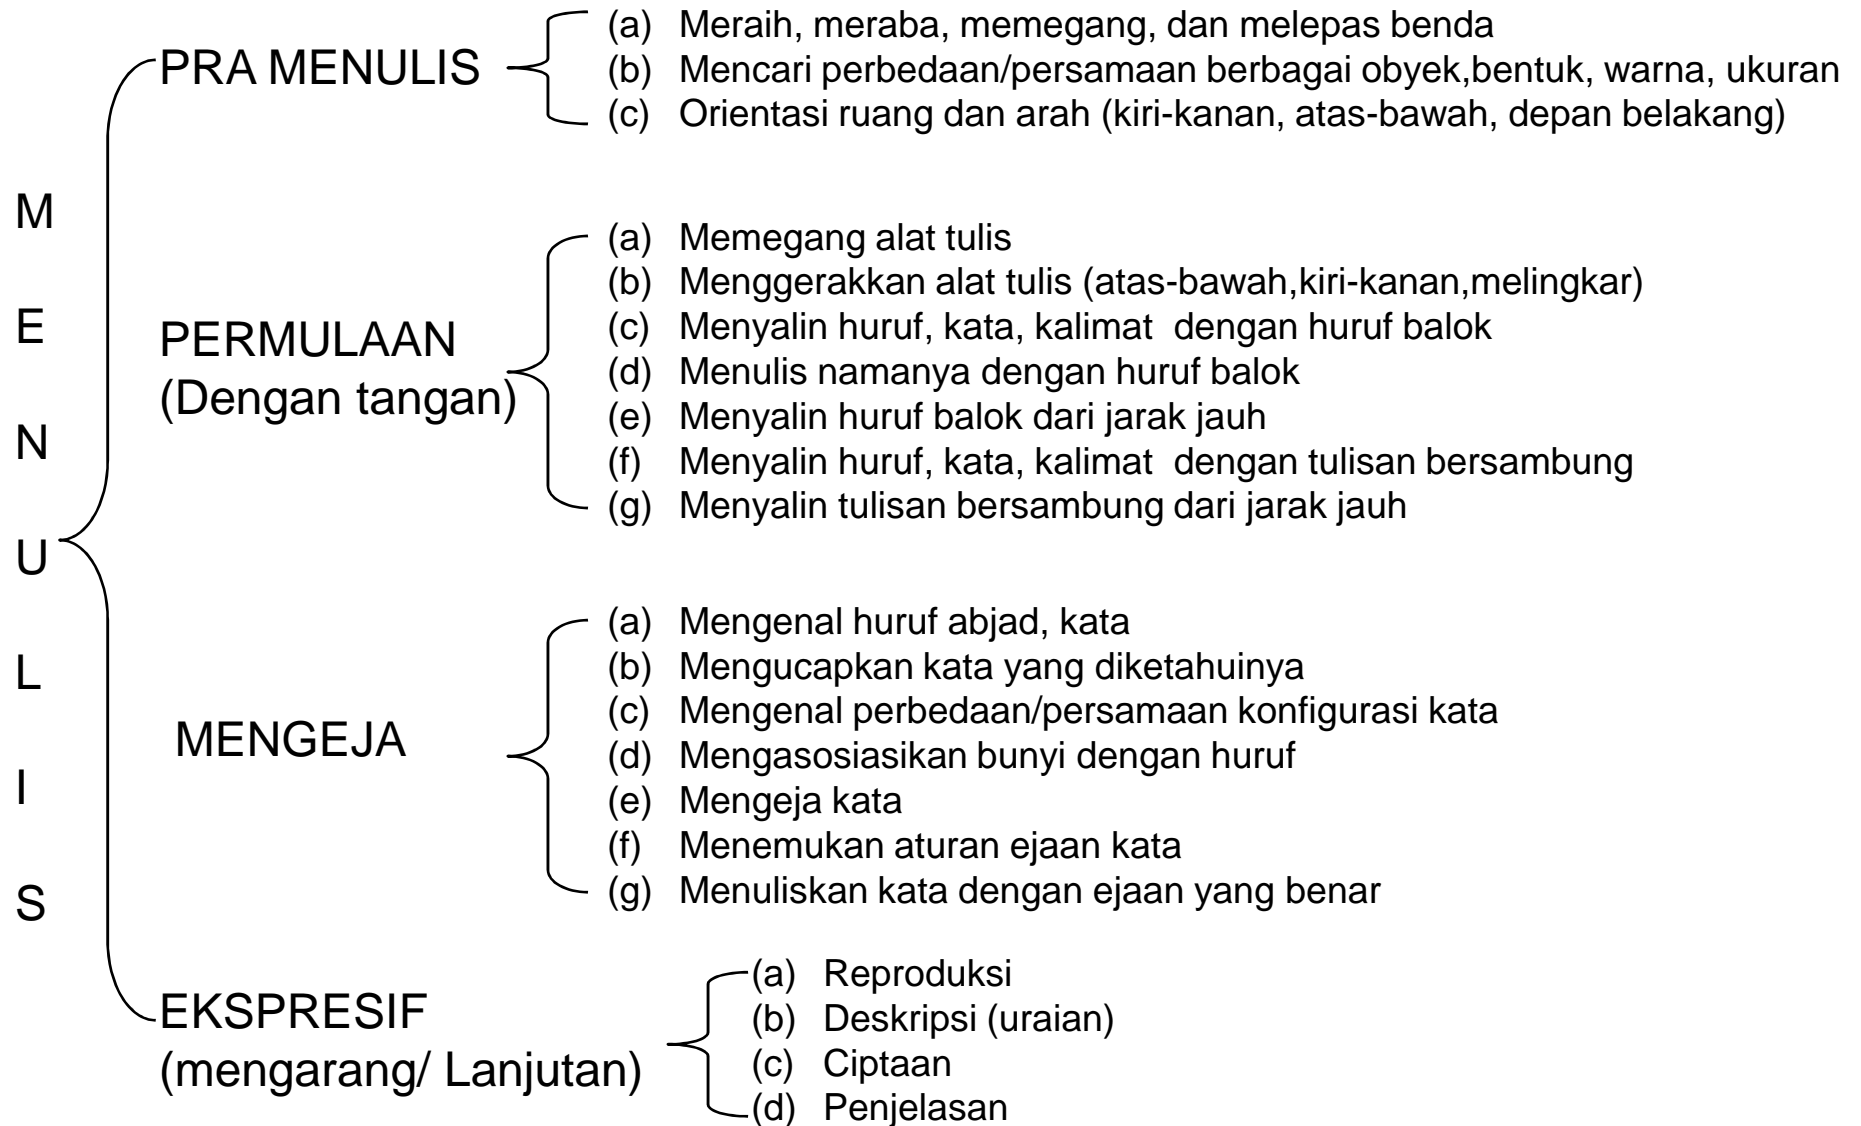 MENULIS
PRA MENULIS
(a) Meraih, meraba, memegang, dan melepas benda
(b) Mencari perbedaan/persamaan berbagai obyek,bentuk, warna, ukuran
(c) Orientasi ruang dan arah (kiri-kanan, atas-bawah, depan belakang)
PERMULAAN
(Dengan tangan)
(a) Memegang alat tulis
(b) Menggerakkan alat tulis (atas-bawah,kiri-kanan,melingkar)
(c) Menyalin huruf, kata, kalimat dengan huruf balok
(d) Menulis namanya dengan huruf balok
(e) Menyalin huruf balok dari jarak jauh
(f) Menyalin huruf, kata, kalimat dengan tulisan bersambung
(g) Menyalin tulisan bersambung dari jarak jauh
MENGEJA
(a) Mengenal huruf abjad, kata
(b) Mengucapkan kata yang diketahuinya
(c) Mengenal perbedaan/persamaan konfigurasi kata
(d) Mengasosiasikan bunyi dengan huruf
(e) Mengeja kata
(f) Menemukan aturan ejaan kata
(g) Menuliskan kata dengan ejaan yang benar
EKSPRESIF
(mengarang/ Lanjutan)
(a) Reproduksi
(b) Deskripsi (uraian)
(c) Ciptaan
(d) Penjelasan